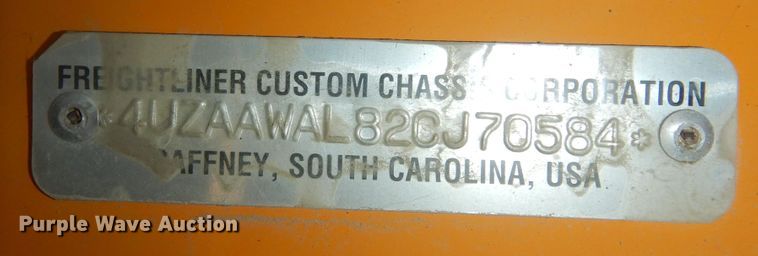 FREIGHTLINER CUSTOM CHASSIS CORPORATION
*4UZAAWAL82CJ70584*
GAFFNEY, SOUTH CAROLINA, USA
Purple Wave Auction